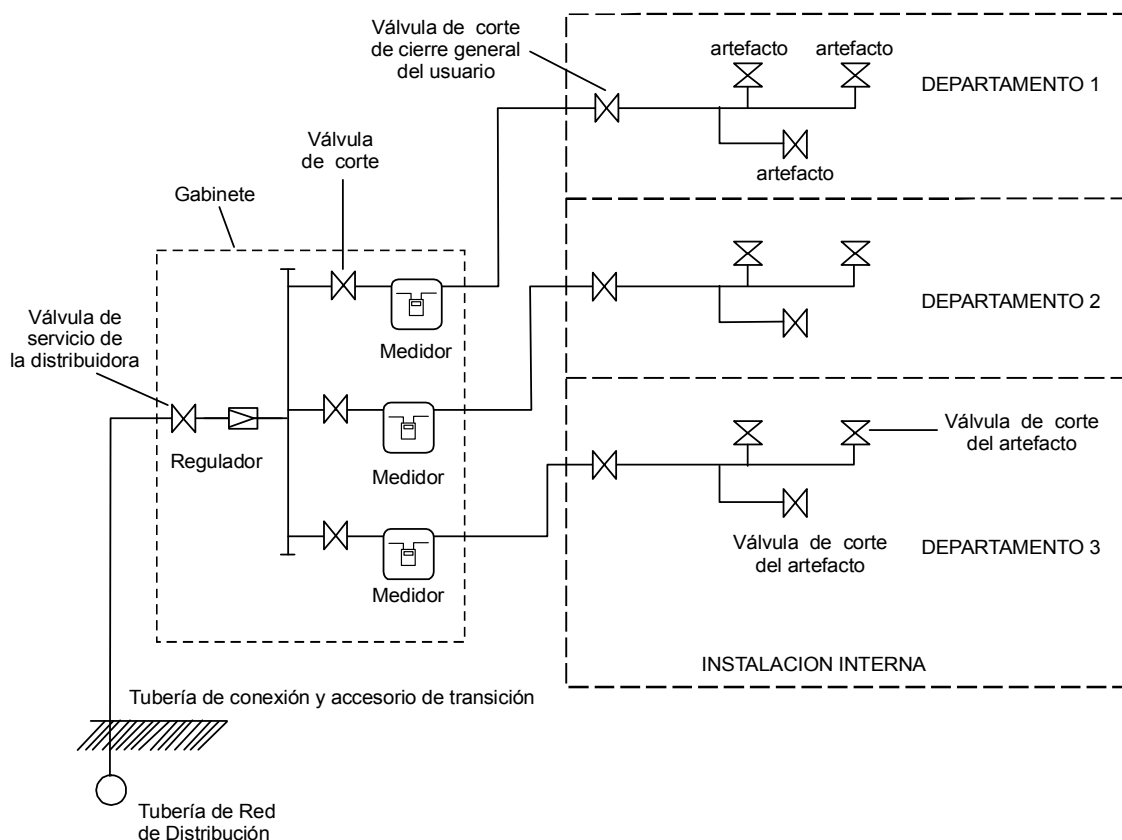 Válvula de corte
de cierre general
del usuario
artefacto
artefacto
DEPARTAMENTO 1
artefacto
Válvula
de corte
Gabinete
DEPARTAMENTO 2
Válvula de
servicio de
la distribuidora
Medidor
Regulador
Medidor
Válvula de corte
del artefacto
Válvula de corte
del artefacto
DEPARTAMENTO 3
Medidor
INSTALACION INTERNA
Tubería de conexión y accesorio de transición
Tubería de Red
de Distribución